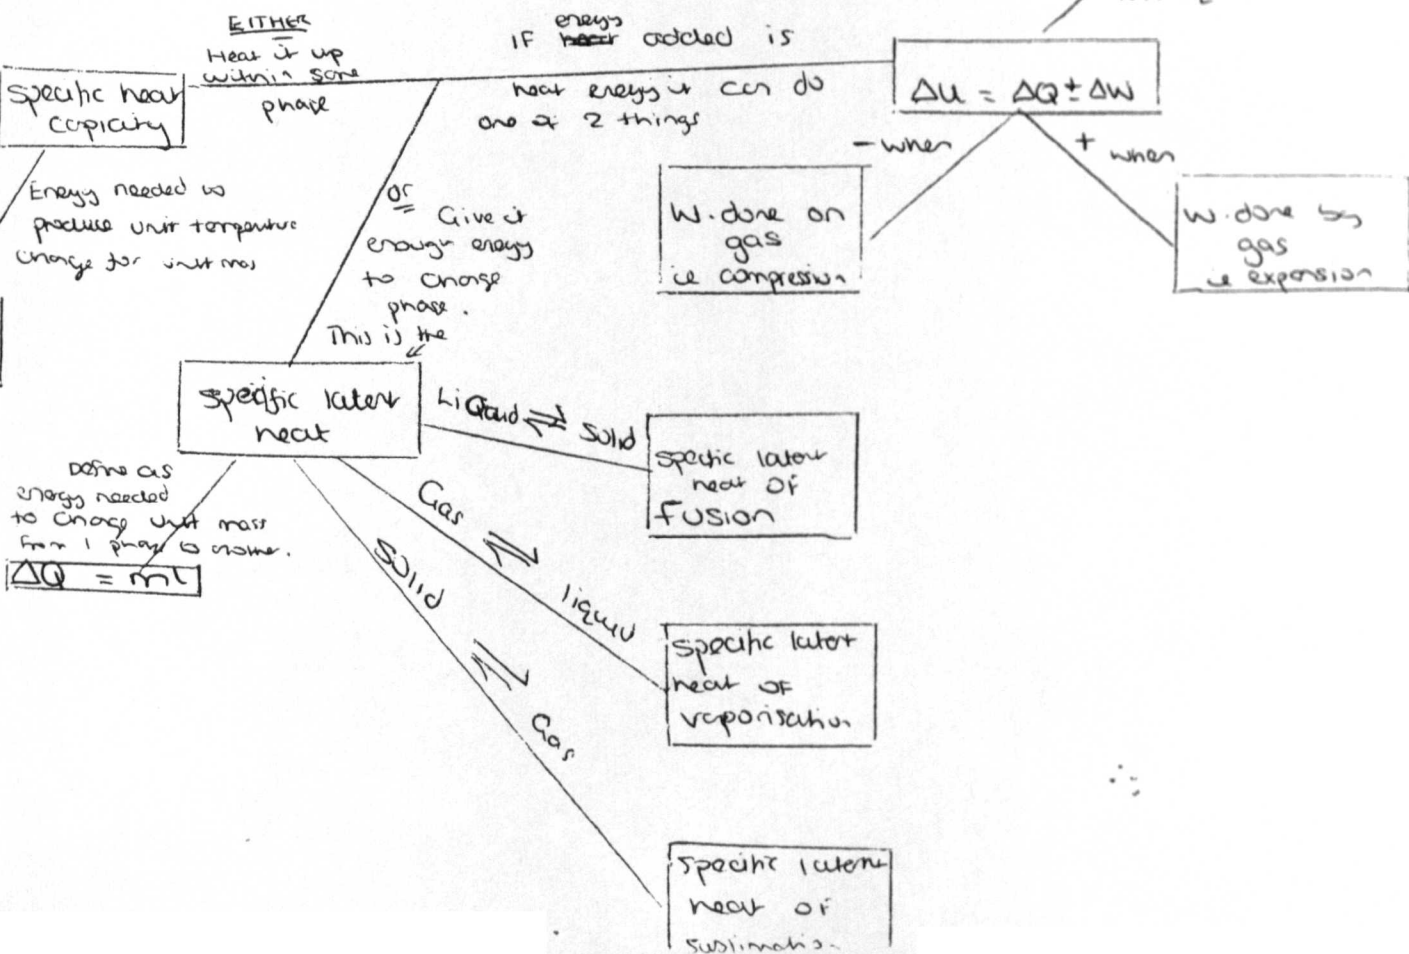 EITHER
Heat it up
within same
phase
specific heat
capicity
Energy needed to
produce unit temperature
change for unit mass
energy
IF heat added is
heat energy it can do
one of 2 things
ΔU = ΔQ ± ΔW
- when
+ when
W. done on
gas
ie compression
W. done by
gas
ie expansion
or
Give it
enough energy
to change
phase.
This is the
specific latent
heat
Define as
energy needed
to change unit mass
from 1 phase to another.
ΔQ = ml
Liquid ⇌ Solid
specific latent
heat of
fusion
Gas ⇌ liquid
specific latent
heat of
vaporisation
Solid ⇌ Gas
specific latent
heat of
sublimation